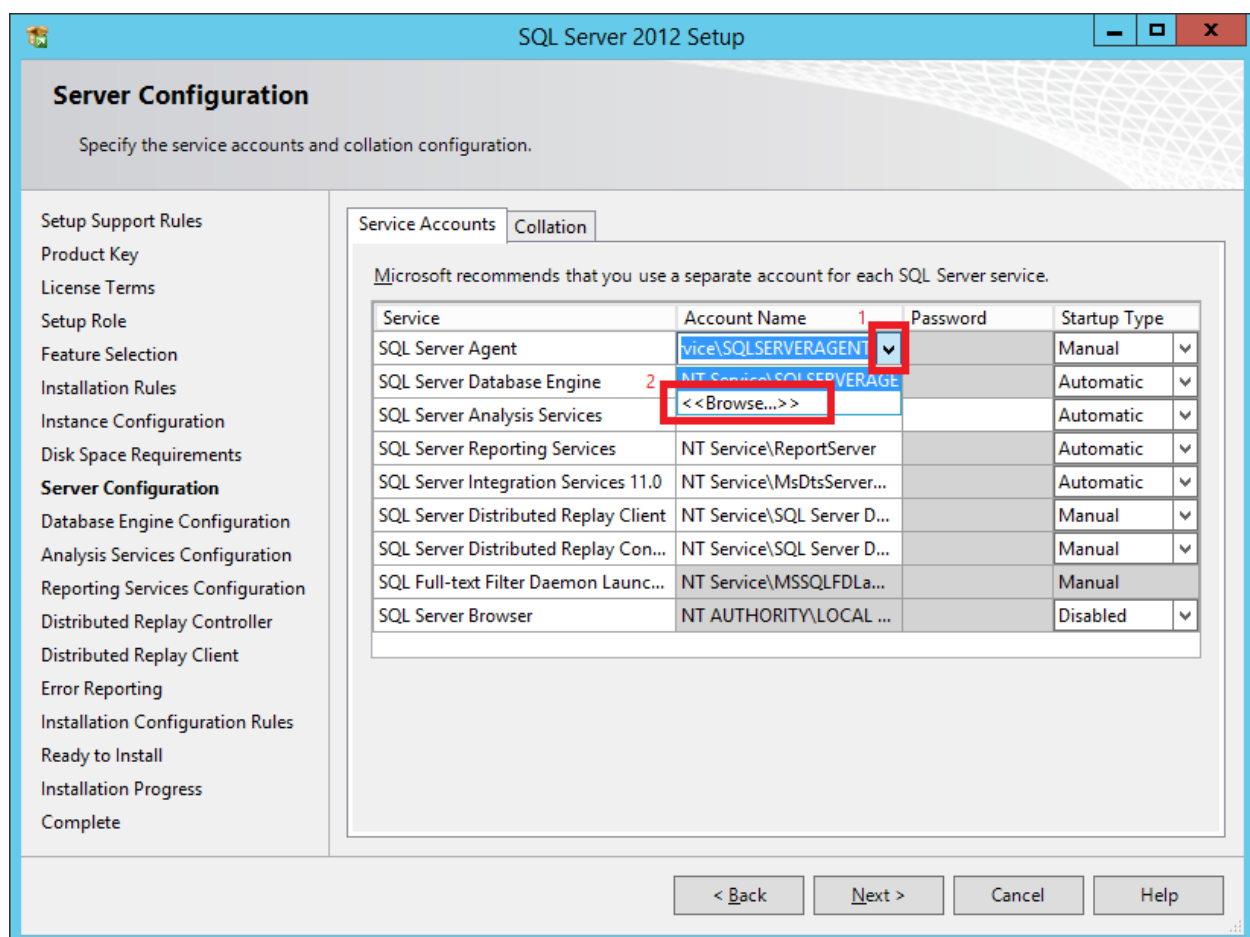 SQL Server 2012 Setup
Server Configuration
Specify the service accounts and collation configuration.
Setup Support Rules
Product Key
License Terms
Setup Role
Feature Selection
Installation Rules
Instance Configuration
Disk Space Requirements
Server Configuration
Database Engine Configuration
Analysis Services Configuration
Reporting Services Configuration
Distributed Replay Controller
Distributed Replay Client
Error Reporting
Installation Configuration Rules
Ready to Install
Installation Progress
Complete
Service Accounts Collation
Microsoft recommends that you use a separate account for each SQL Server service.
Service Account Name 1 Password Startup Type
SQL Server Agent vice\SQLSERVERAGENT Manual
SQL Server Database Engine 2 NT Service\SQLSERVERAGE Automatic
SQL Server Analysis Services <<Browse...>> Automatic
SQL Server Reporting Services NT Service\ReportServer Automatic
SQL Server Integration Services 11.0 NT Service\MsDtsServer... Automatic
SQL Server Distributed Replay Client NT Service\SQL Server D... Manual
SQL Server Distributed Replay Con... NT Service\SQL Server D... Manual
SQL Full-text Filter Daemon Launc... NT Service\MSSQLFDLa... Manual
SQL Server Browser NT AUTHORITY\LOCAL ... Disabled
< Back Next > Cancel Help